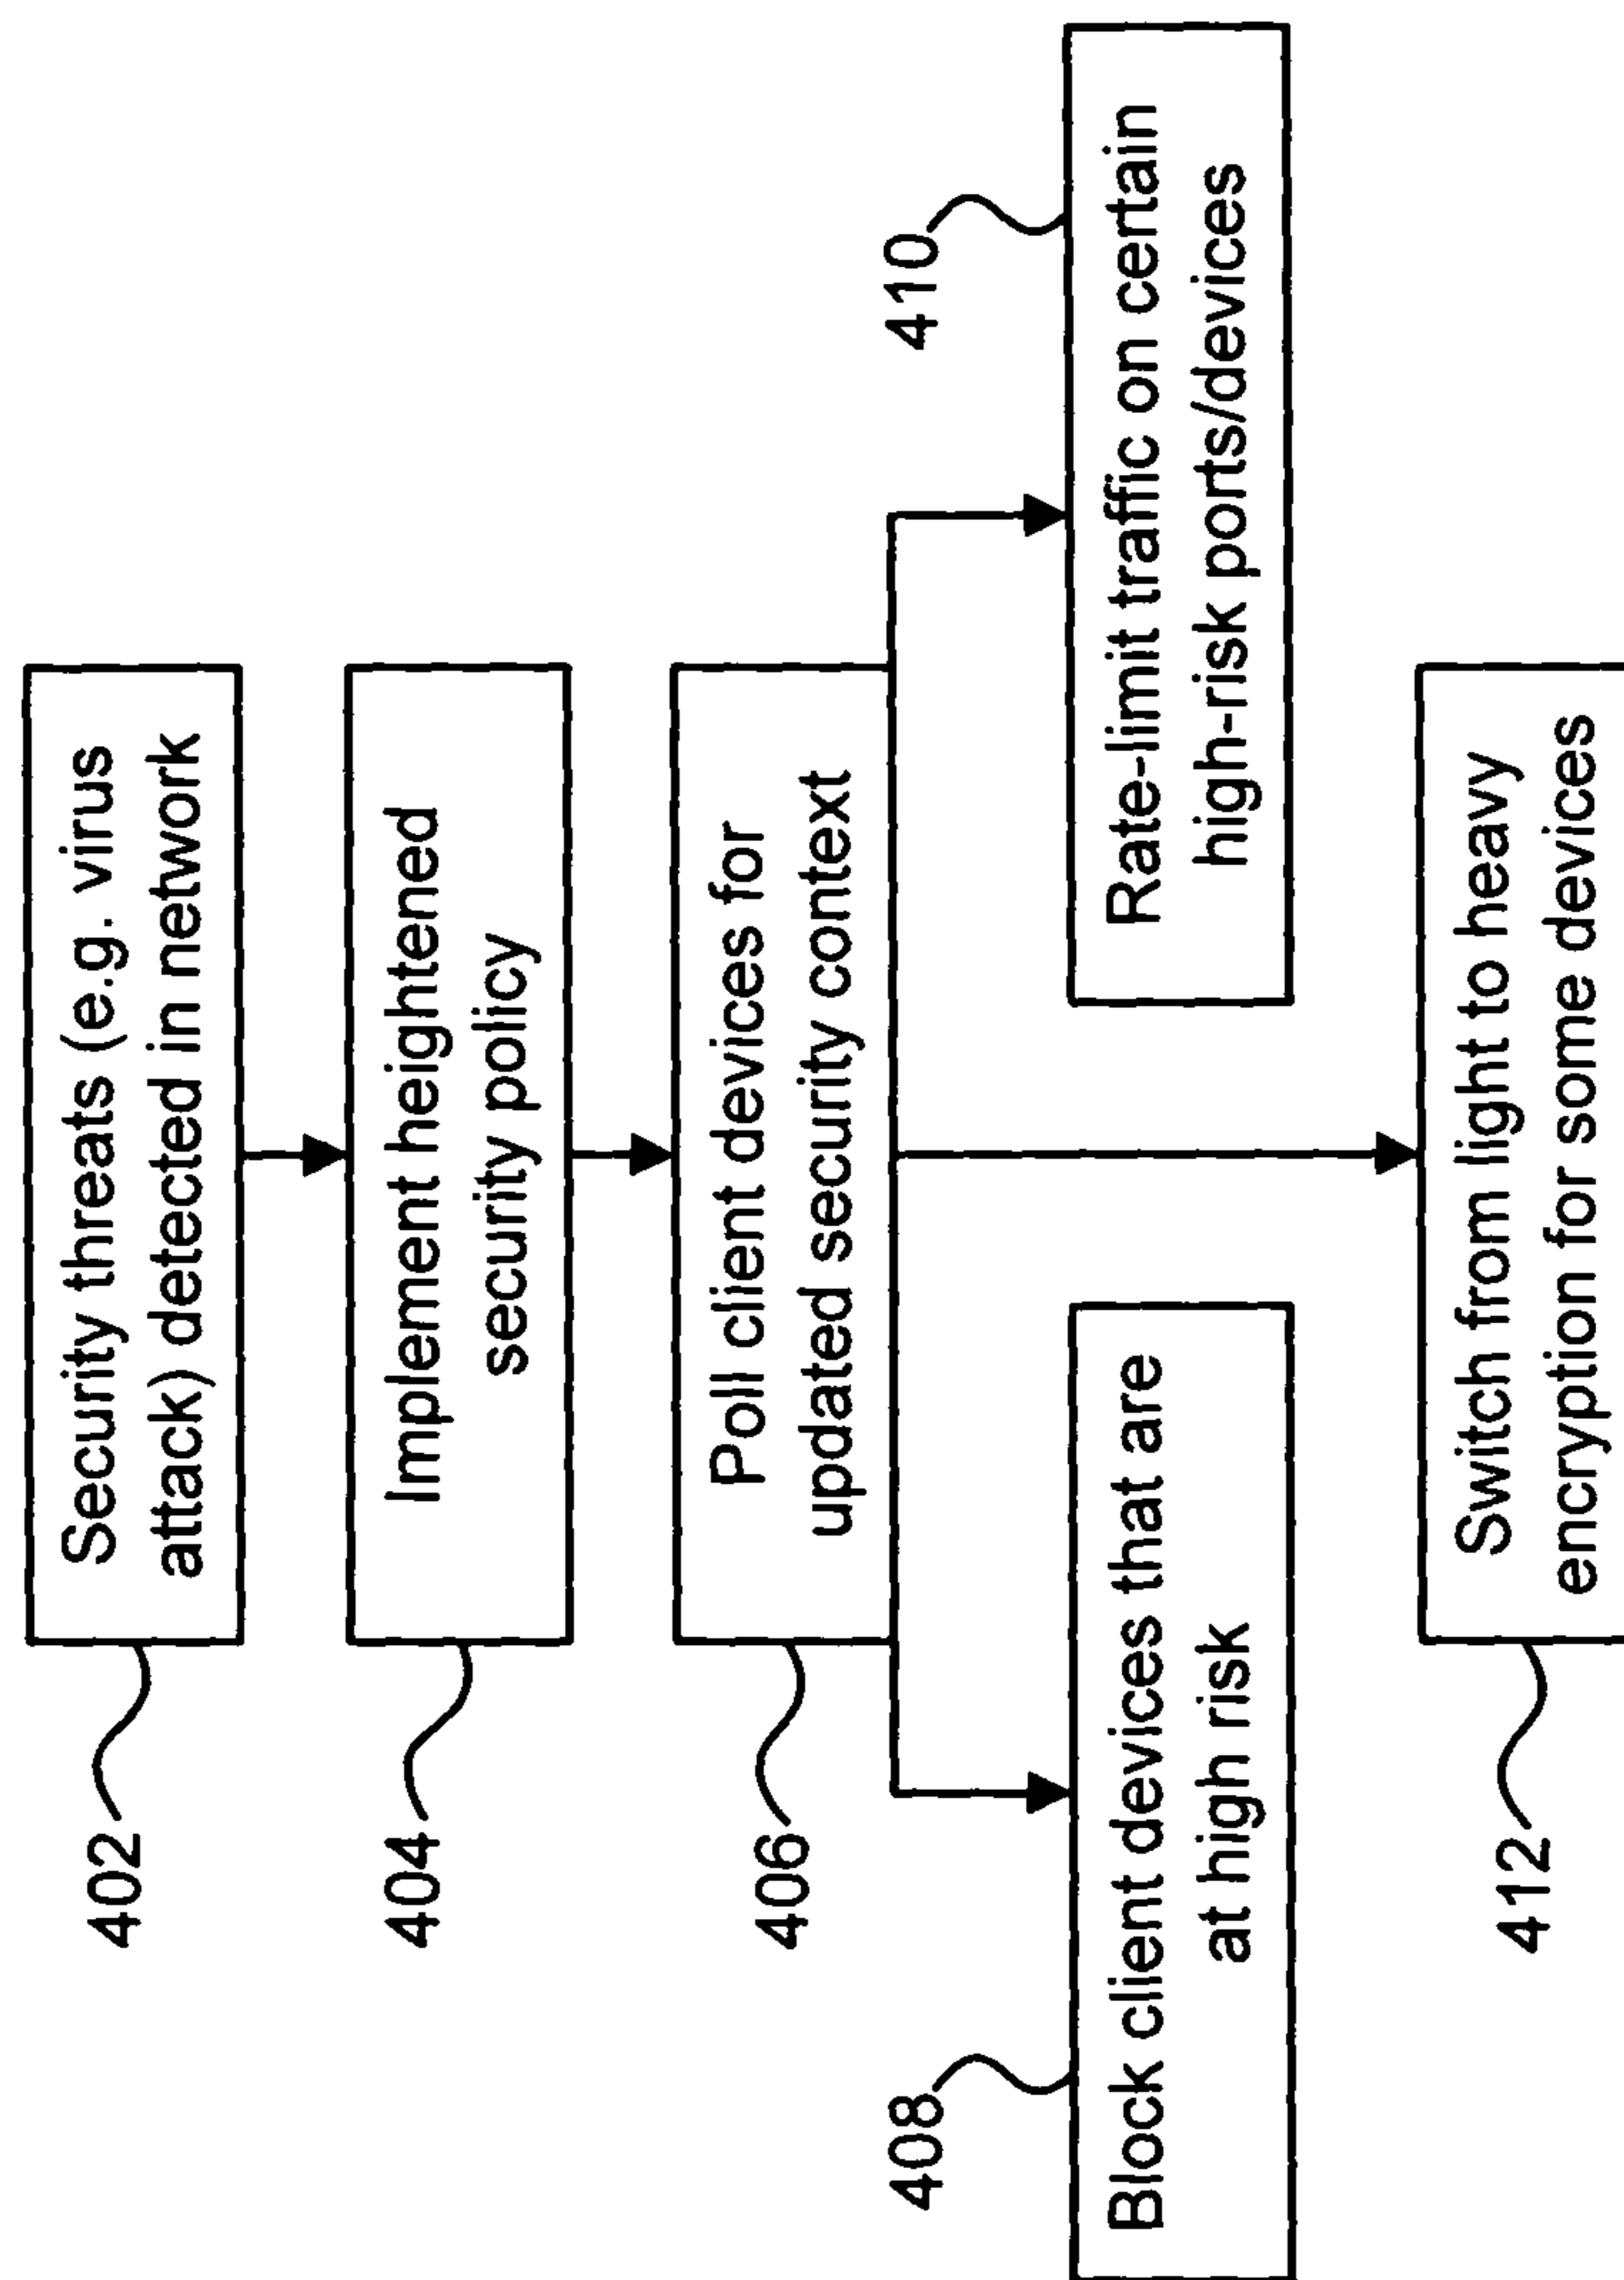 402
Security threats (e.g. virus
attack) detected in network
404
Implement heightened
security policy
406
Poll client devices for
updated security context
408
Block client devices that are
at high risk
410
Rate-limit traffic on certain
high-risk ports/devices
412
Switch from light to heavy
encryption for some devices